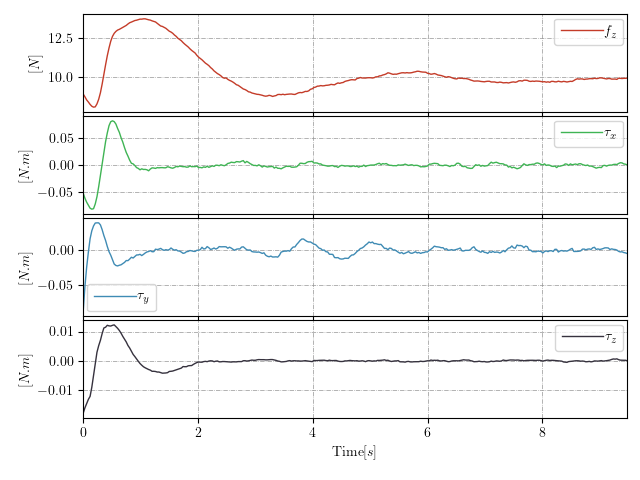 12.5
10.0
[N]
f_z
0.05
0.00
−0.05
[N.m]
τ_x
0.00
−0.05
[N.m]
τ_y
0.01
0.00
−0.01
[N.m]
τ_z
0 2 4 6 8
Time[s]